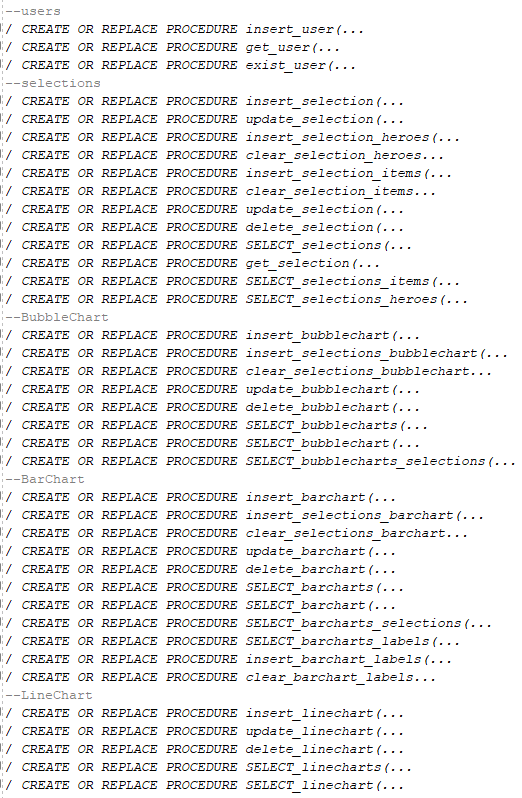 --users
/ CREATE OR REPLACE PROCEDURE insert_user(...
/ CREATE OR REPLACE PROCEDURE get_user(...
/ CREATE OR REPLACE PROCEDURE exist_user(...
--selections
/ CREATE OR REPLACE PROCEDURE insert_selection(...
/ CREATE OR REPLACE PROCEDURE update_selection(...
/ CREATE OR REPLACE PROCEDURE insert_selection_heroes(...
/ CREATE OR REPLACE PROCEDURE clear_selection_heroes...
/ CREATE OR REPLACE PROCEDURE insert_selection_items(...
/ CREATE OR REPLACE PROCEDURE clear_selection_items...
/ CREATE OR REPLACE PROCEDURE update_selection(...
/ CREATE OR REPLACE PROCEDURE delete_selection(...
/ CREATE OR REPLACE PROCEDURE SELECT_selections(...
/ CREATE OR REPLACE PROCEDURE get_selection(...
/ CREATE OR REPLACE PROCEDURE SELECT_selections_items(...
/ CREATE OR REPLACE PROCEDURE SELECT_selections_heroes(...
--BubbleChart
/ CREATE OR REPLACE PROCEDURE insert_bubblechart(...
/ CREATE OR REPLACE PROCEDURE insert_selections_bubblechart(...
/ CREATE OR REPLACE PROCEDURE clear_selections_bubblechart...
/ CREATE OR REPLACE PROCEDURE update_bubblechart(...
/ CREATE OR REPLACE PROCEDURE delete_bubblechart(...
/ CREATE OR REPLACE PROCEDURE SELECT_bubblecharts(...
/ CREATE OR REPLACE PROCEDURE SELECT_bubblechart(...
/ CREATE OR REPLACE PROCEDURE SELECT_bubblecharts_selections(...
--BarChart
/ CREATE OR REPLACE PROCEDURE insert_barchart(...
/ CREATE OR REPLACE PROCEDURE insert_selections_barchart(...
/ CREATE OR REPLACE PROCEDURE clear_selections_barchart...
/ CREATE OR REPLACE PROCEDURE update_barchart(...
/ CREATE OR REPLACE PROCEDURE delete_barchart(...
/ CREATE OR REPLACE PROCEDURE SELECT_barcharts(...
/ CREATE OR REPLACE PROCEDURE SELECT_barchart(...
/ CREATE OR REPLACE PROCEDURE SELECT_barcharts_selections(...
/ CREATE OR REPLACE PROCEDURE SELECT_barcharts_labels(...
/ CREATE OR REPLACE PROCEDURE insert_barchart_labels(...
/ CREATE OR REPLACE PROCEDURE clear_barchart_labels...
--LineChart
/ CREATE OR REPLACE PROCEDURE insert_linechart(...
/ CREATE OR REPLACE PROCEDURE update_linechart(...
/ CREATE OR REPLACE PROCEDURE delete_linechart(...
/ CREATE OR REPLACE PROCEDURE SELECT_linecharts(...
/ CREATE OR REPLACE PROCEDURE SELECT_linechart(...